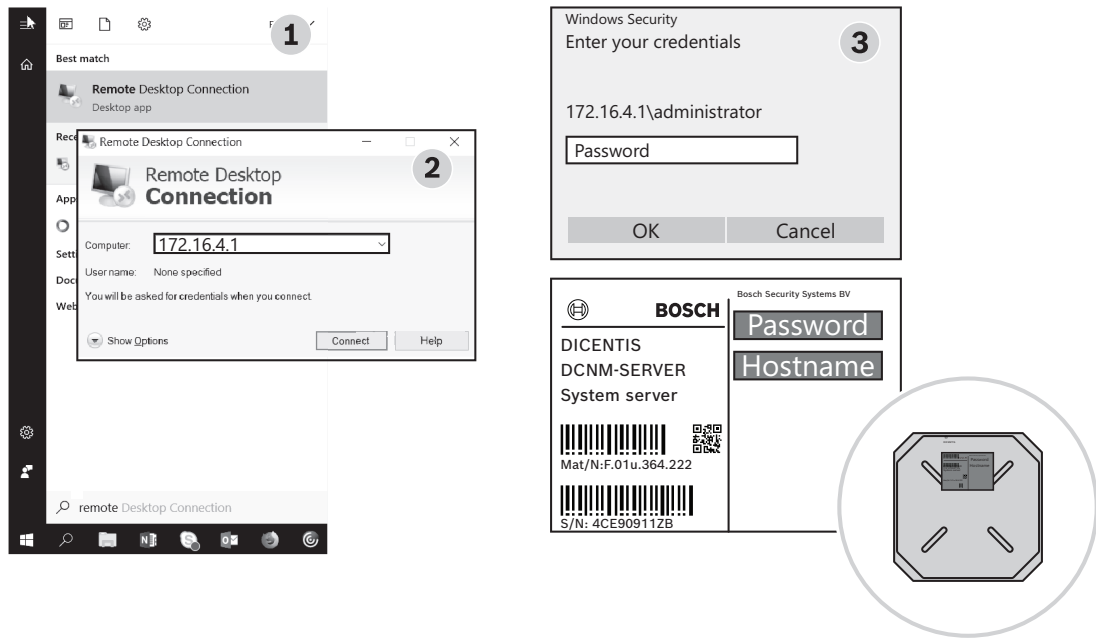 1
Best match
Remote Desktop Connection
Desktop app
Rece
App
Setti
Docu
Web
remote Desktop Connection
Remote Desktop Connection
2
Remote Desktop
Connection
Computer: 172.16.4.1
User name: None specified
You will be asked for credentials when you connect.
Show Options
Connect Help
Windows Security
Enter your credentials
3
172.16.4.1\administrator
Password
OK Cancel
BOSCH
DICENTIS
DCNM-SERVER
System server
Mat/N:F.01u.364.222
S/N: 4CE90911ZB
Bosch Security Systems BV
Password
Hostname
Password
Hostname